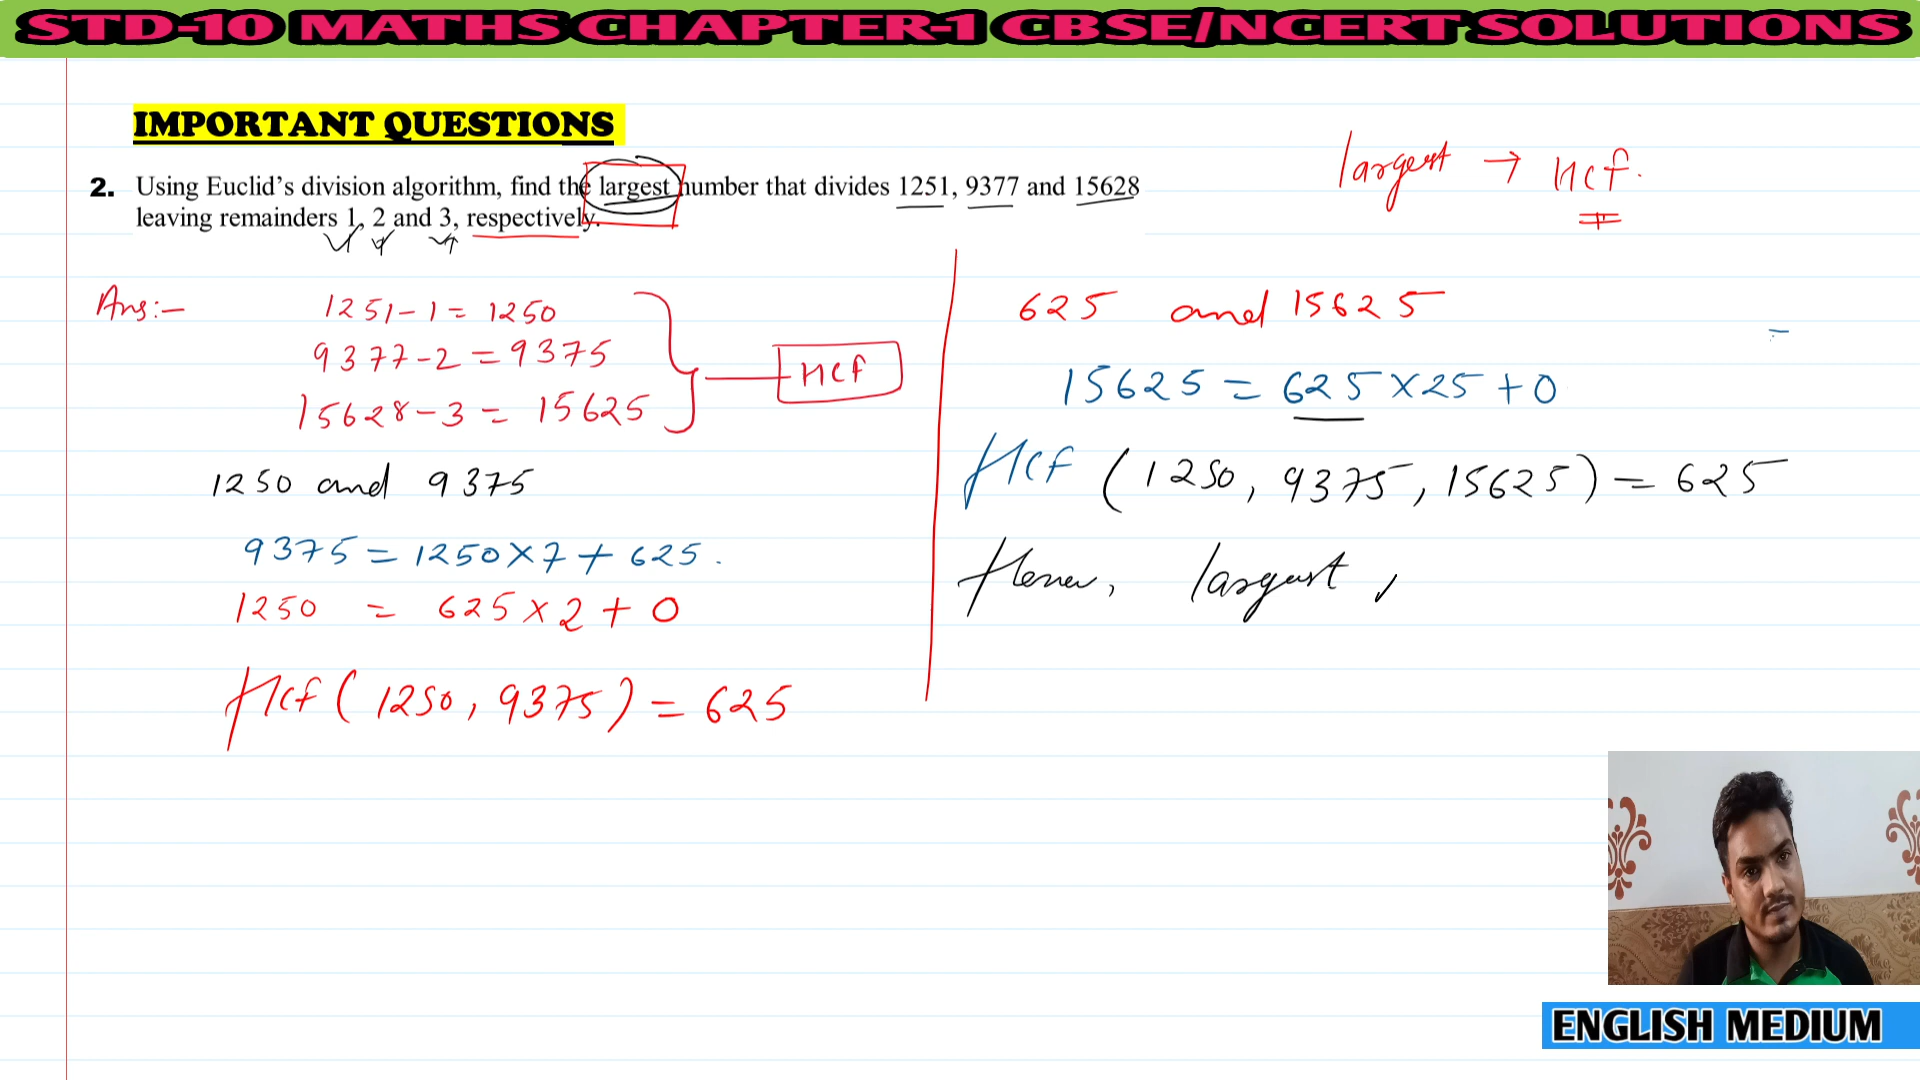 STD-10 MATHS CHAPTER-1 CBSE/NCERT SOLUTIONS
IMPORTANT QUESTIONS
2. Using Euclid's division algorithm, find the largest number that divides 1251, 9377 and 15628
leaving remainders 1, 2 and 3, respectively.
largest → HCF.
Ans:-
1251-1 = 1250
9377-2 = 9375
15628-3 = 15625
HCF
1250 and 9375
9375 = 1250×7+625.
1250 = 625×2+0
HCF (1250, 9375) = 625
625 and 15625
15625 = 625×25+0
HCF (1250, 9375, 15625) = 625
Hence, largest
ENGLISH MEDIUM